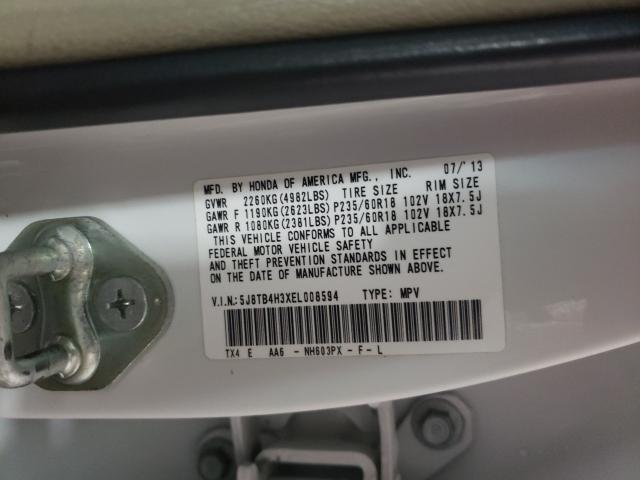 MFD. BY HONDA OF AMERICA MFG., INC. 07/'13
GVWR 2260KG(4982LBS) TIRE SIZE RIM SIZE
GAWR F 1190KG(2623LBS) P235/60R18 102V 18X7.5J
GAWR R 1080KG(2381LBS) P235/60R18 102V 18X7.5J
THIS VEHICLE CONFORMS TO ALL APPLICABLE
FEDERAL MOTOR VEHICLE SAFETY
AND THEFT PREVENTION STANDARDS IN EFFECT
ON THE DATE OF MANUFACTURE SHOWN ABOVE.
V.I.N:5J8TB4H3XEL008594 TYPE: MPV
TX4 E AA6 - NH603PX - F - L